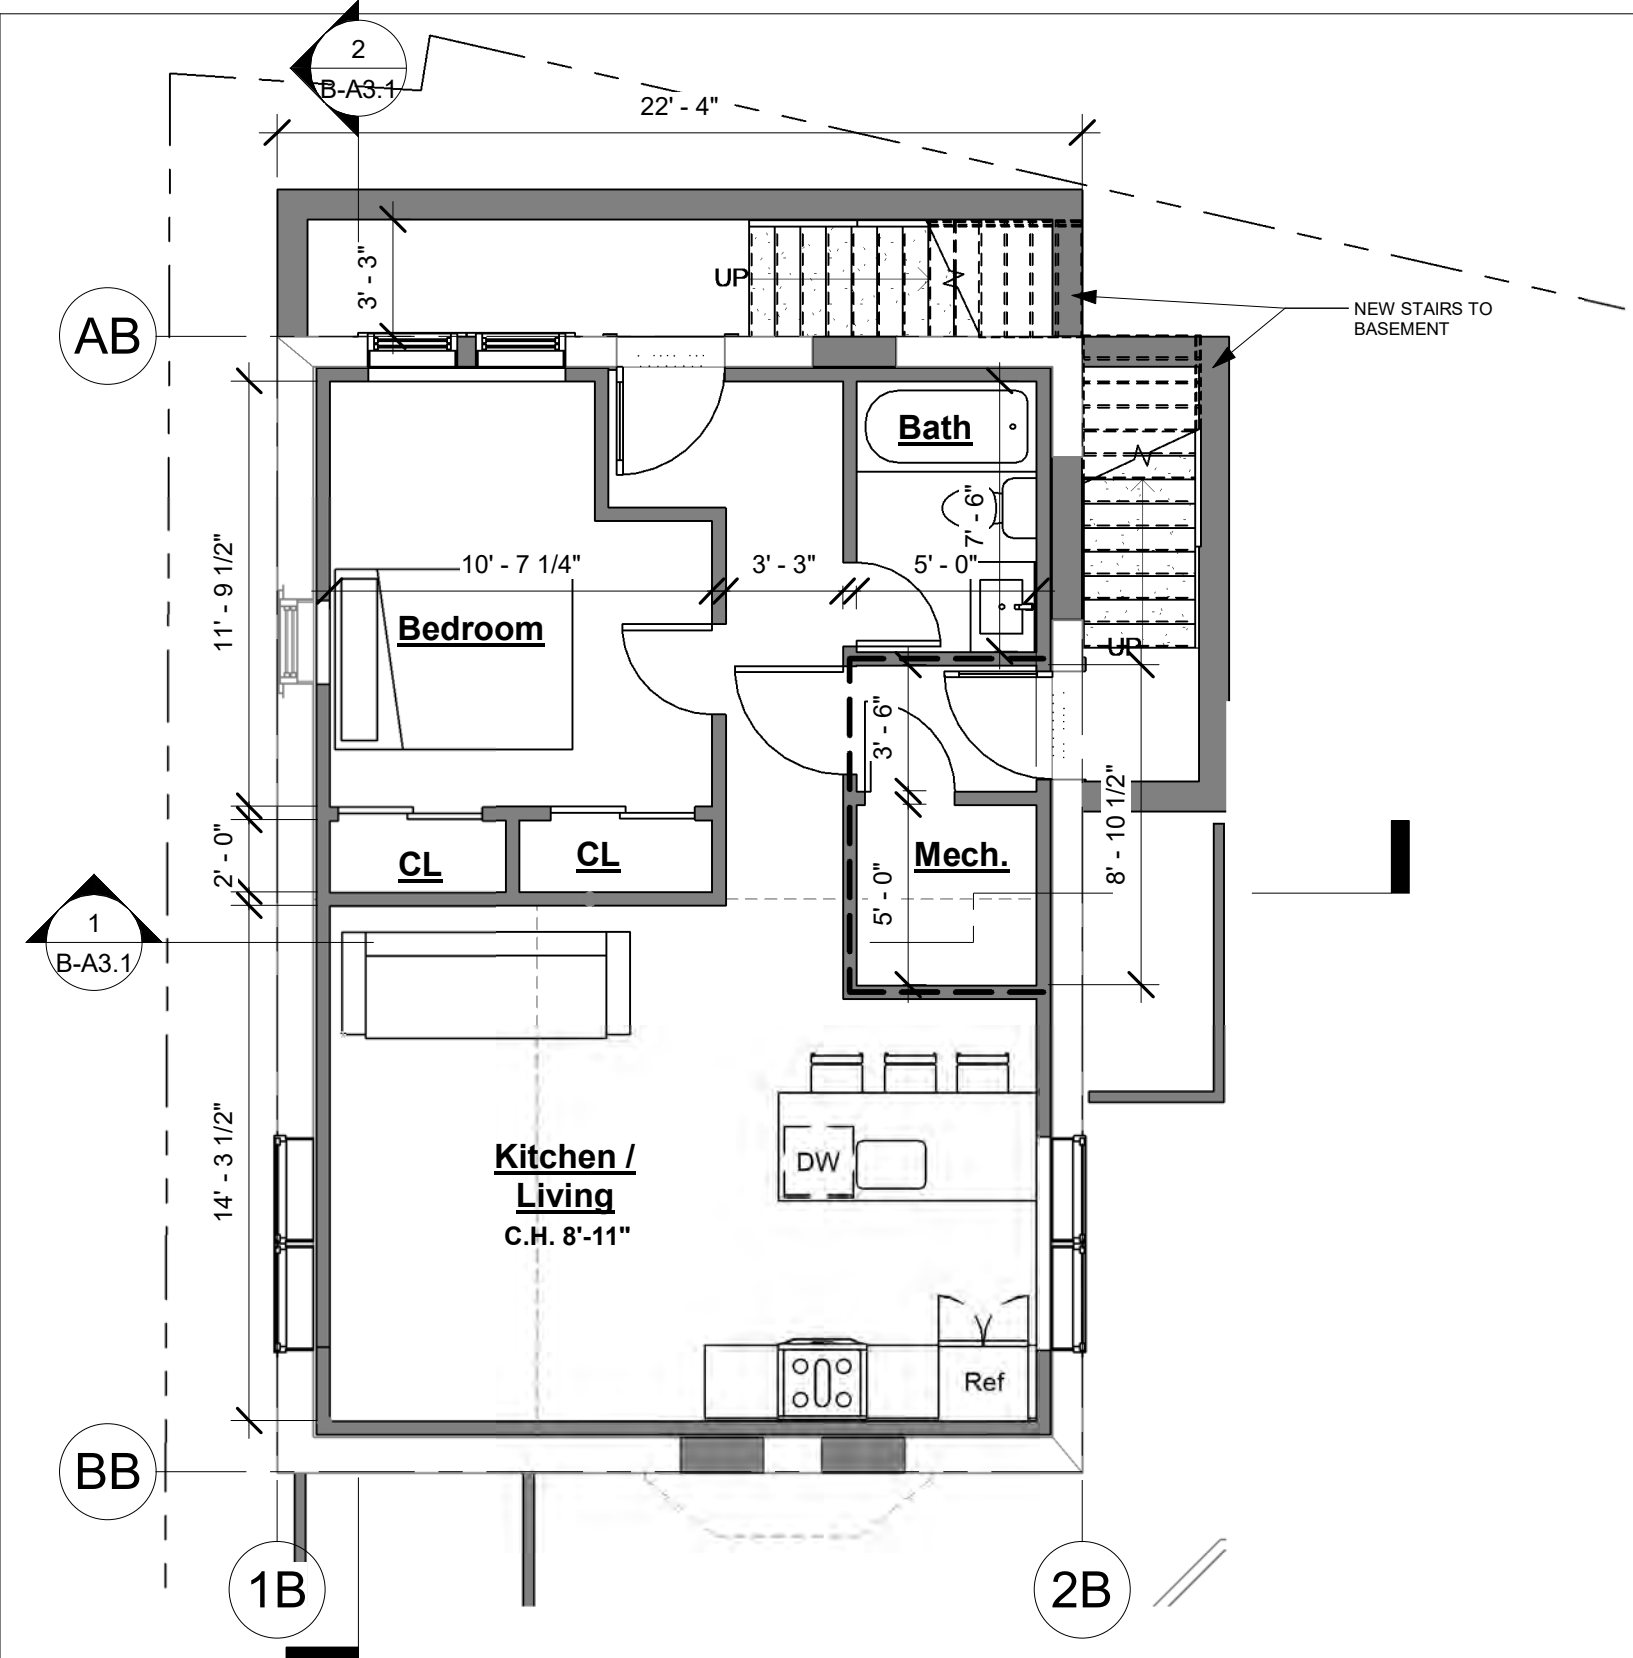 2
B-A3.1
22' - 4"
3' - 3"
UP
NEW STAIRS TO
BASEMENT
AB
Bath
7' - 6"
11' - 9 1/2"
10' - 7 1/4"
3' - 3"
5' - 0"
Bedroom
UP
3' - 6"
8' - 10 1/2"
2' - 0"
CL
CL
Mech.
5' - 0"
1
B-A3.1
14' - 3 1/2"
Kitchen /
Living
C.H. 8'-11"
DW
Ref
BB
1B
2B